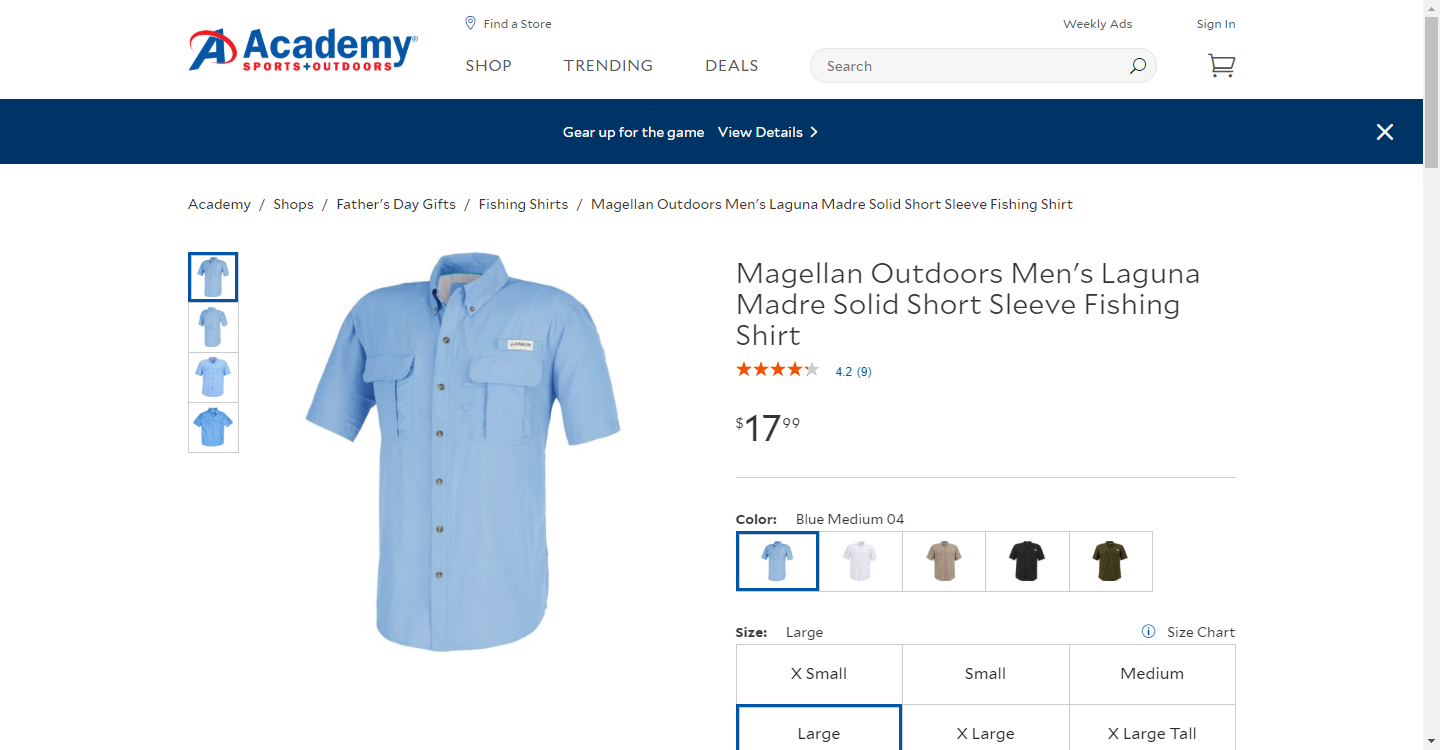 Find a Store
Weekly Ads
Sign In
Academy®
SPORTS+OUTDOORS
SHOP
TRENDING
DEALS
Search
Gear up for the game View Details
Academy / Shops / Father's Day Gifts / Fishing Shirts / Magellan Outdoors Men's Laguna Madre Solid Short Sleeve Fishing Shirt
Magellan Outdoors Men's Laguna
Madre Solid Short Sleeve Fishing
Shirt
4.2 (9)
$17 99
Color: Blue Medium 04
Size: Large
Size Chart
X Small
Small
Medium
Large
X Large
X Large Tall